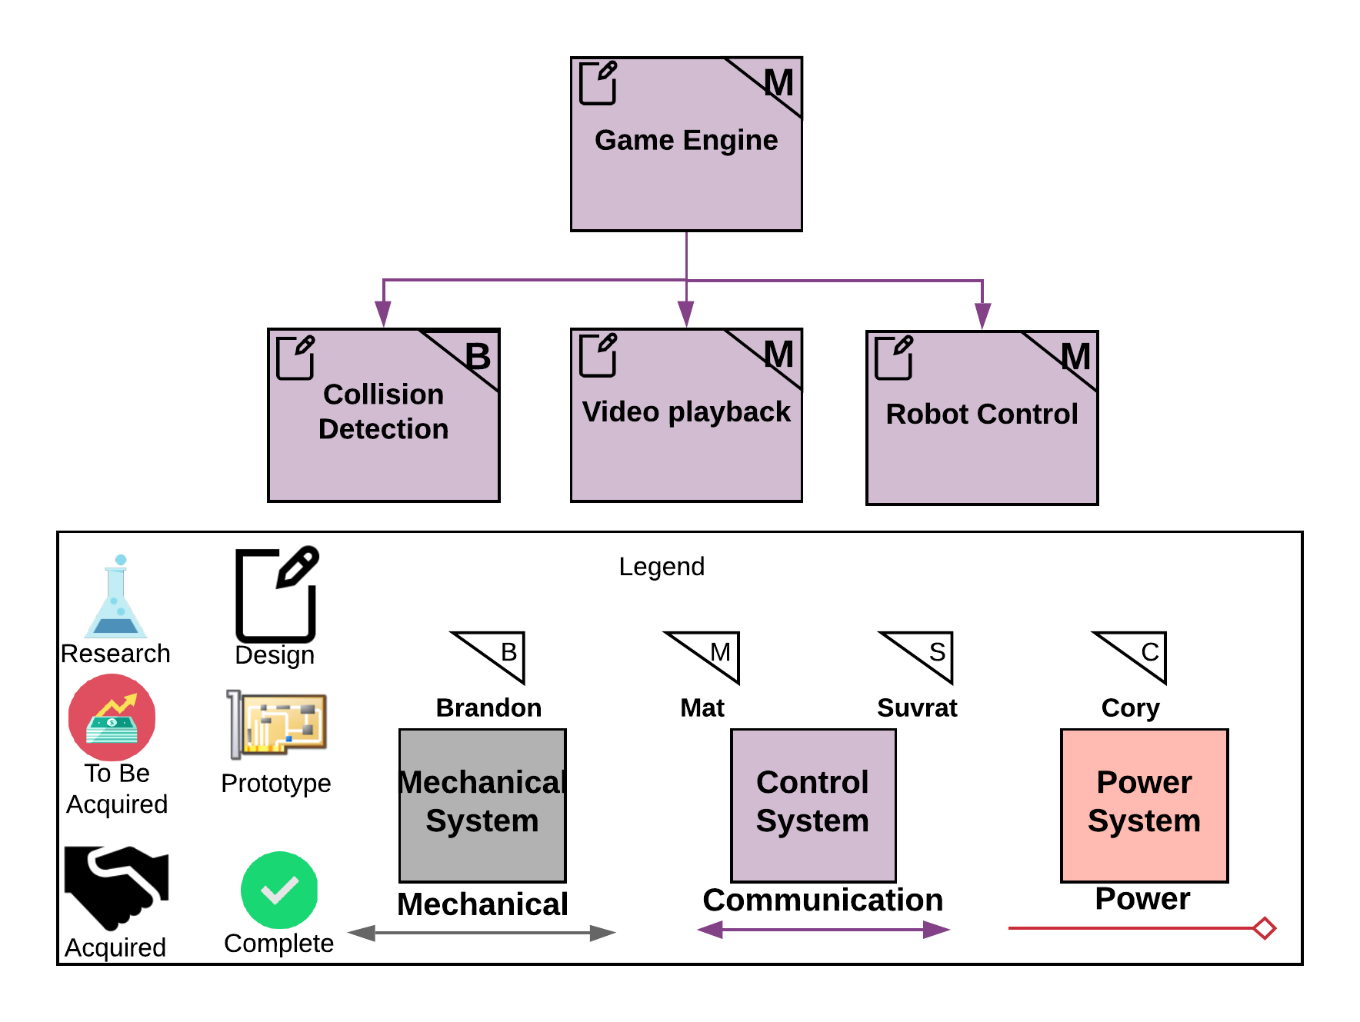 M
Game Engine
B
Collision
Detection
M
Video playback
M
Robot Control
Legend
Research
Design
To Be
Acquired
$
Prototype
Acquired
Complete
B
Brandon
M
Mat
S
Suvrat
C
Cory
Mechanical
System
Control
System
Power
System
Mechanical
Communication
Power